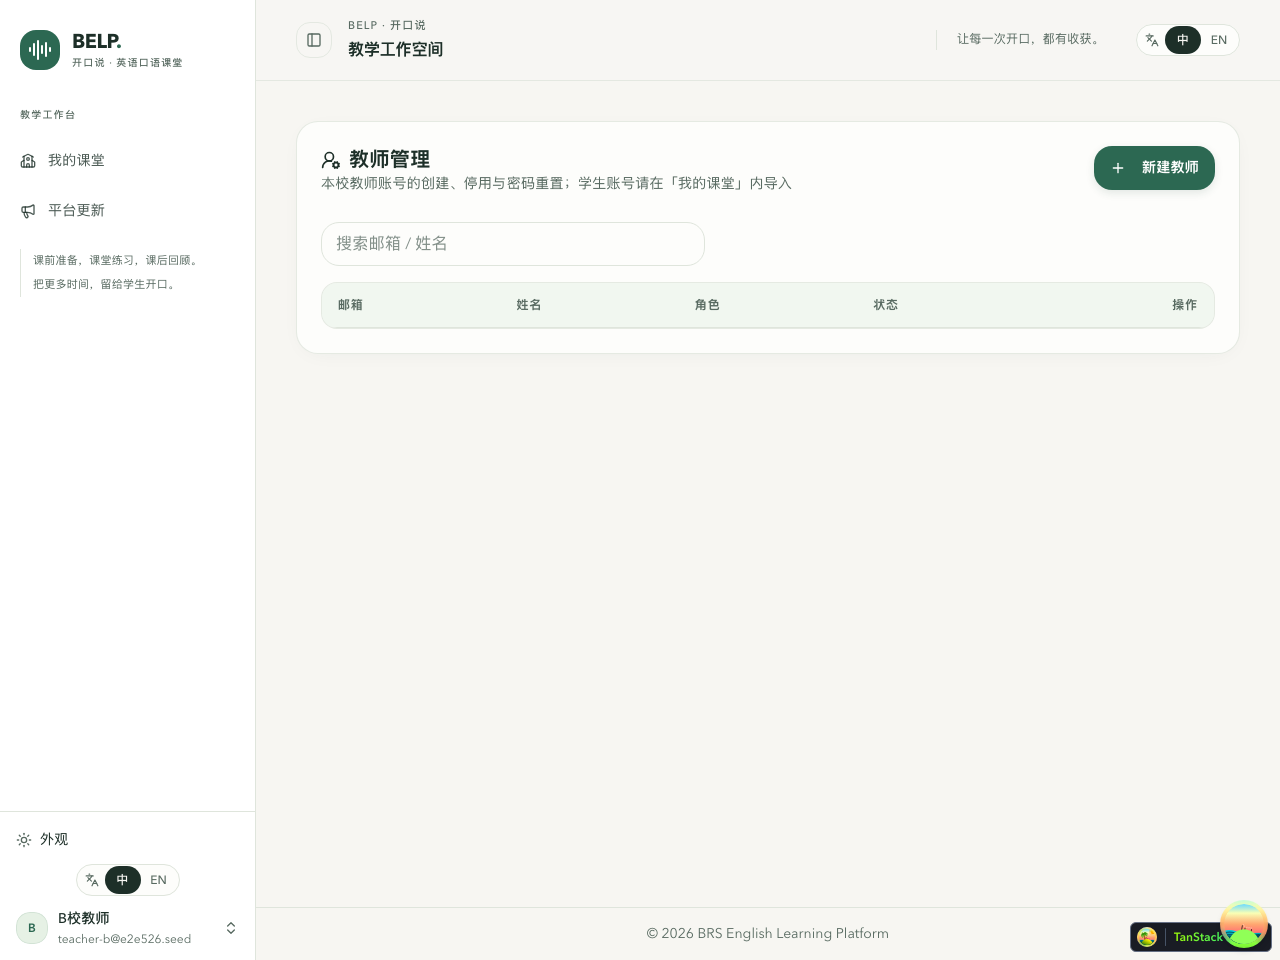 BELP.
开口说 · 英语口语课堂
教学工作台
我的课堂
平台更新
课前准备，课堂练习，课后回顾。
把更多时间，留给学生开口。
外观
中 EN
B
B校教师
teacher-b@e2e526.seed
BELP · 开口说
教学工作空间
让每一次开口，都有收获。
中 EN
教师管理
本校教师账号的创建、停用与密码重置；学生账号请在「我的课堂」内导入
新建教师
搜索邮箱 / 姓名
邮箱 姓名 角色 状态 操作
© 2026 BRS English Learning Platform
TanStack